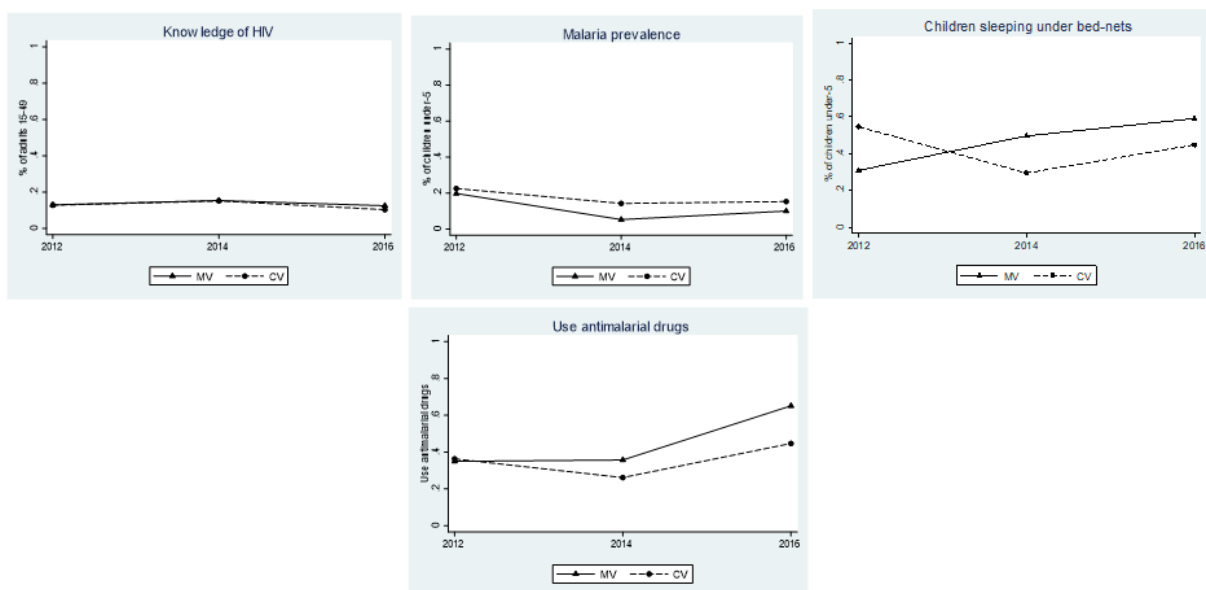 Knowledge of HIV
% of adults 15-49
1
.8
.6
.4
.2
0
2012 2014 2016
MV CV
Malaria prevalence
% of children under-5
1
.8
.6
.4
.2
0
2012 2014 2016
MV CV
Children sleeping under bed-nets
% of children under-5
1
.8
.6
.4
.2
0
2012 2014 2016
MV CV
Use antimalarial drugs
Use antimalarial drugs
1
.8
.6
.4
.2
0
2012 2014 2016
MV CV